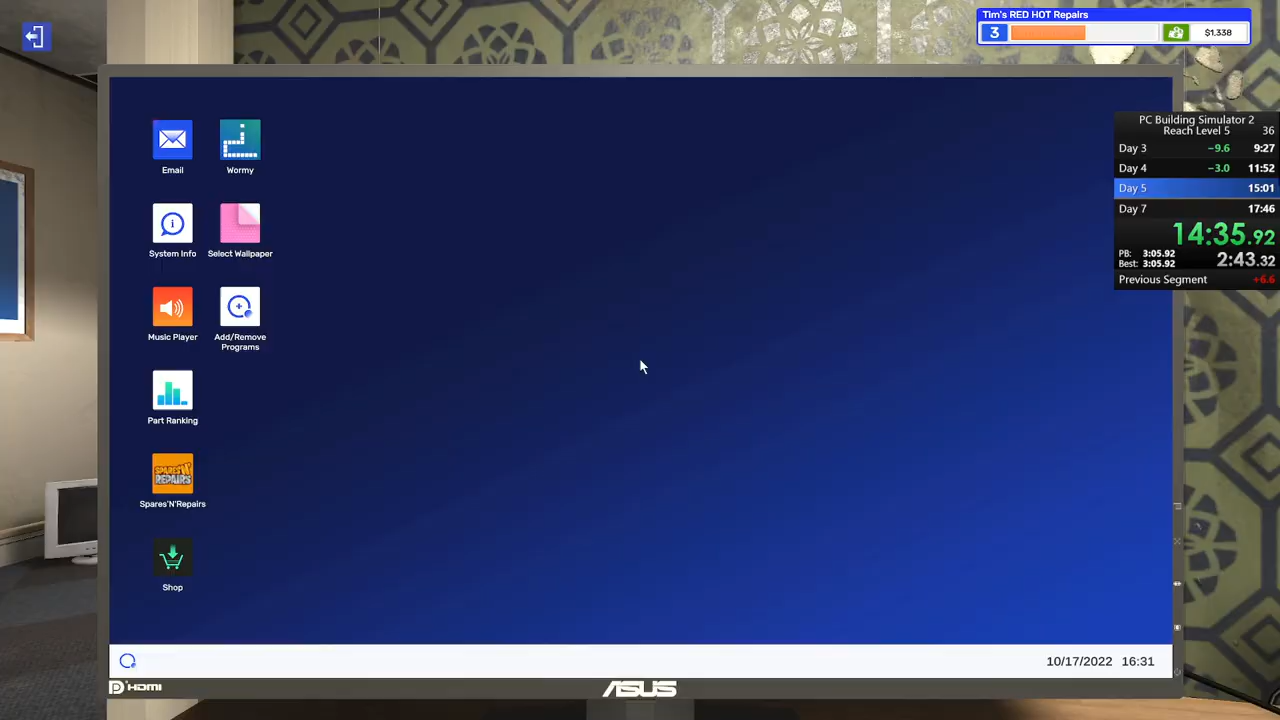 Tim's RED HOT Repairs
3
$1,338
PC Building Simulator 2
Reach Level 5 36
Day 3 −9.6 9:27
Day 4 −3.0 11:52
Day 5 15:01
Day 7 17:46
14:35.92
PB: 3:05.92
Best: 3:05.92
2:43.32
Previous Segment +6.6
Email
Wormy
System Info
Select Wallpaper
Music Player
Add/Remove
Programs
Part Ranking
SPARES'N'
REPAIRS
Spares'N'Repairs
Shop
10/17/2022 16:31
HDMI
ASUS